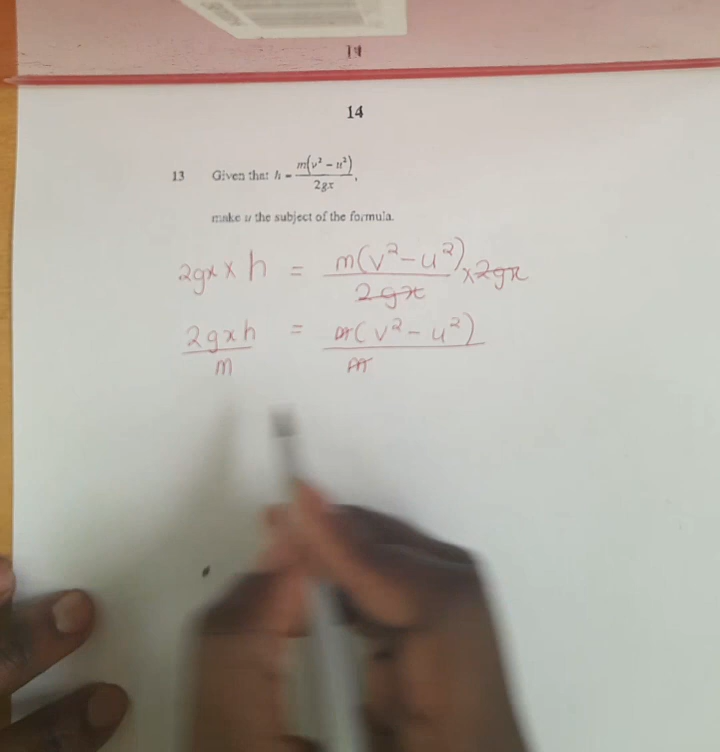 14
13 Given that h = m(v² − u²)/2gx,
make u the subject of the formula.
2gx × h = m(v² − u²)/2gx × 2gx
2gxh/m = m(v² − u²)/m